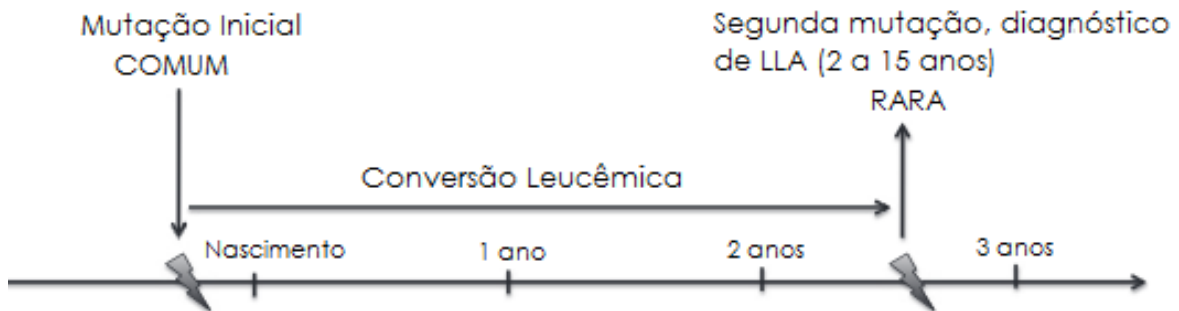 Mutação Inicial
COMUM
Segunda mutação, diagnóstico
de LLA (2 a 15 anos)
RARA
Conversão Leucêmica
Nascimento
1 ano
2 anos
3 anos